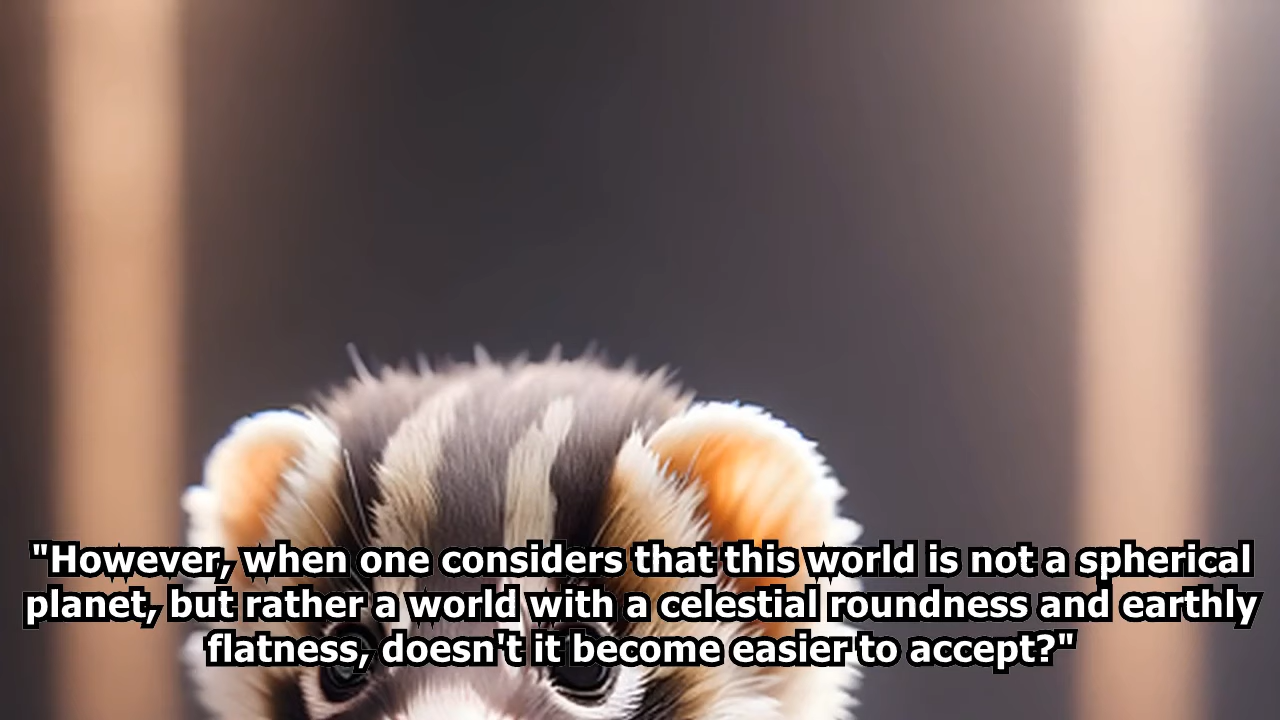 "However, when one considers that this world is not a spherical
planet, but rather a world with a celestial roundness and earthly
flatness, doesn't it become easier to accept?"